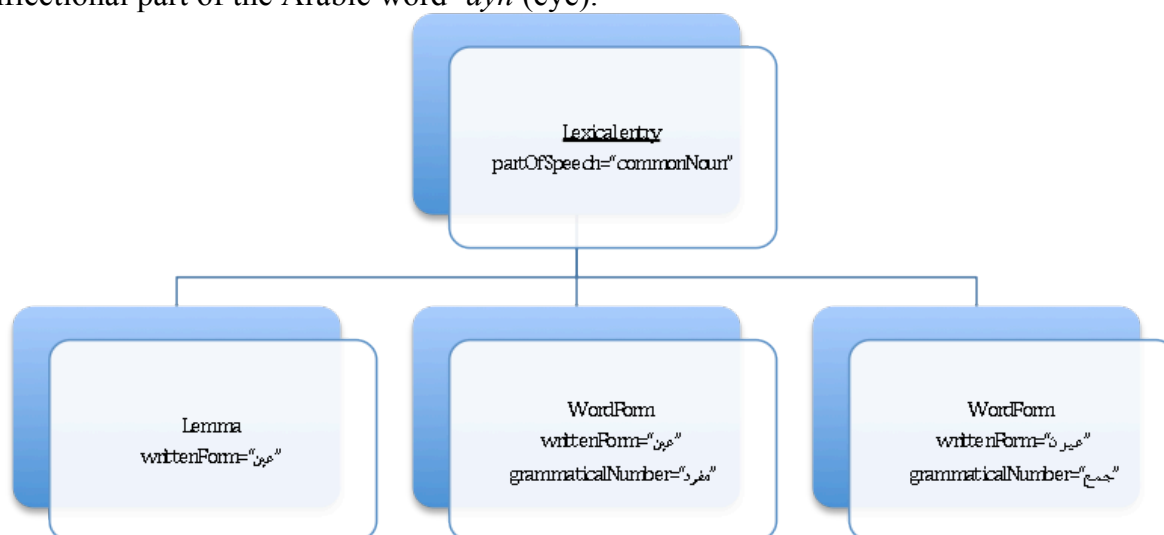 flectional part of the Arabic word ‘ayn (eye).
Lexical entry
partOfSpeech=“commonNoun”
Lemma
writtenForm=“عين”
WordForm
writtenForm=“عين”
grammaticalNumber=“مفرد”
WordForm
writtenForm=“عيون”
grammaticalNumber=“جمع”